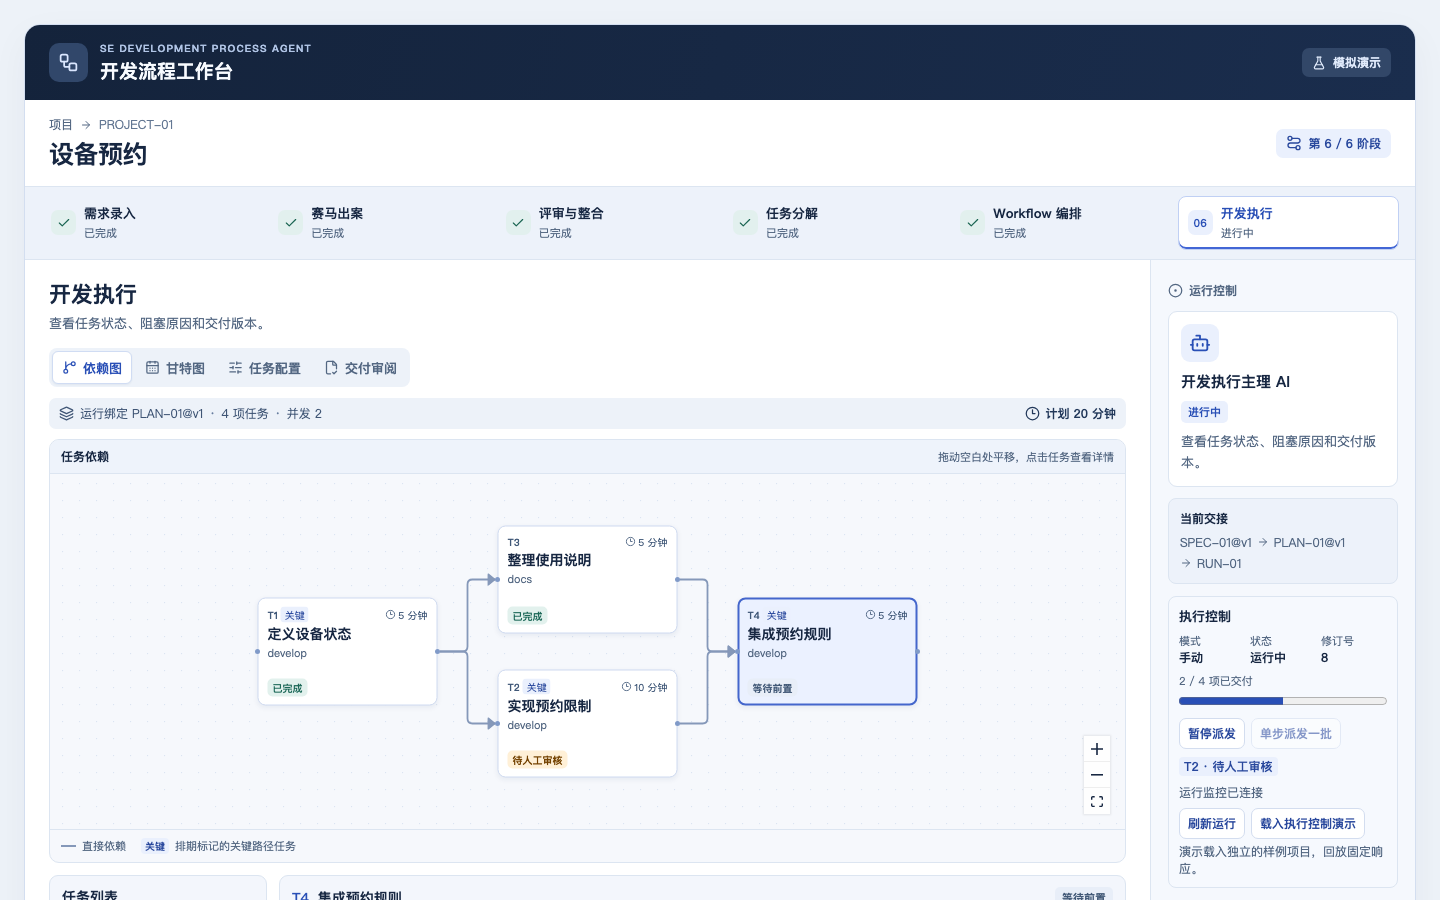 SE DEVELOPMENT PROCESS AGENT
开发流程工作台
模拟演示
项目 → PROJECT-01
设备预约
第 6 / 6 阶段
需求录入
已完成
赛马出案
已完成
评审与整合
已完成
任务分解
已完成
Workflow 编排
已完成
06
开发执行
进行中
开发执行
查看任务状态、阻塞原因和交付版本。
依赖图
甘特图
任务配置
交付审阅
运行绑定 PLAN-01@v1 · 4 项任务 · 并发 2
计划 20 分钟
任务依赖
拖动空白处平移，点击任务查看详情
T3
5 分钟
整理使用说明
docs
已完成
T1 关键
5 分钟
定义设备状态
develop
已完成
T4 关键
5 分钟
集成预约规则
develop
等待前置
T2 关键
10 分钟
实现预约限制
develop
待人工审核
直接依赖
关键 排期标记的关键路径任务
任务列表
T4 集成预约规则
等待前置
运行控制
开发执行主理 AI
进行中
查看任务状态、阻塞原因和交付版
本。
当前交接
SPEC-01@v1 → PLAN-01@v1
→ RUN-01
执行控制
模式 状态 修订号
手动 运行中 8
2 / 4 项已交付
暂停派发
单步派发一批
T2 · 待人工审核
运行监控已连接
刷新运行
载入执行控制演示
演示载入独立的样例项目，回放固定响
应。